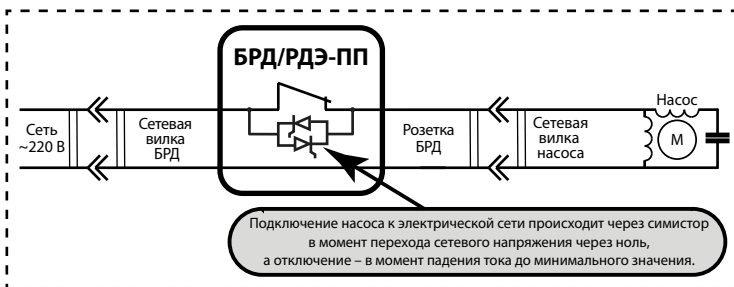 БРД/РДЭ-ПП
Насос
Сеть
~220 В
Сетевая
вилка
БРД
Розетка
БРД
Сетевая
вилка
насоса
М
Подключение насоса к электрической сети происходит через симистор
в момент перехода сетевого напряжения через ноль,
а отключение – в момент падения тока до минимального значения.